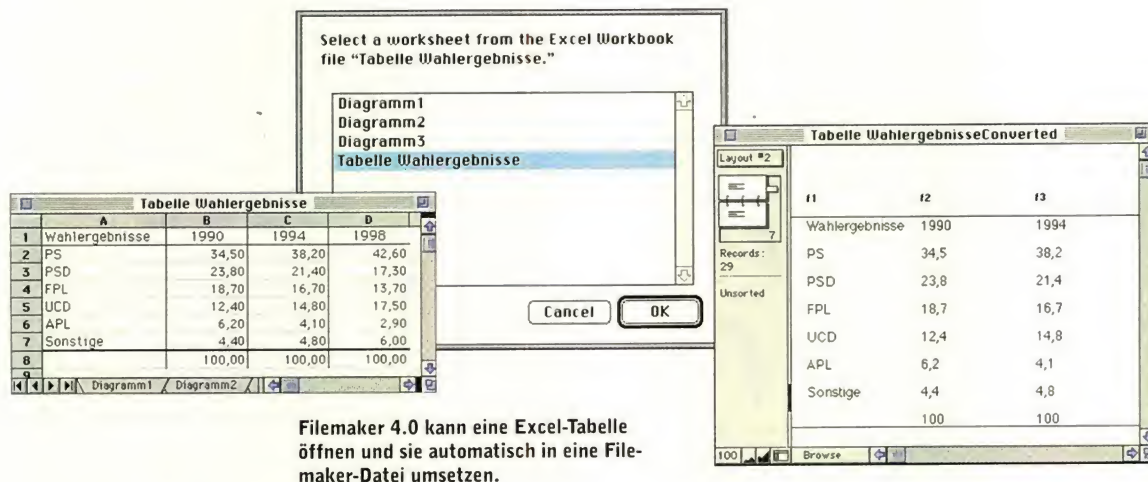 Select a worksheet from the Excel Workbook
file “Tabelle Wahlergebnisse.”
Diagramm1
Diagramm2
Diagramm3
Tabelle Wahlergebnisse
Cancel OK
Tabelle Wahlergebnisse
A B C D
1 Wahlergebnisse 1990 1994 1998
2 PS 34,50 38,20 42,60
3 PSD 23,80 21,40 17,30
4 FPL 18,70 16,70 13,70
5 UCD 12,40 14,80 17,50
6 APL 6,20 4,10 2,90
7 Sonstige 4,40 4,80 6,00
8 100,00 100,00 100,00
9
Diagramm1 Diagramm2
Tabelle WahlergebnisseConverted
Layout #2
7
Records:
29
Unsorted
f1 f2 f3
Wahlergebnisse 1990 1994
PS 34,5 38,2
PSD 23,8 21,4
FPL 18,7 16,7
UCD 12,4 14,8
APL 6,2 4,1
Sonstige 4,4 4,8
100 100
100 Browse
Filemaker 4.0 kann eine Excel-Tabelle
öffnen und sie automatisch in eine File-
maker-Datei umsetzen.